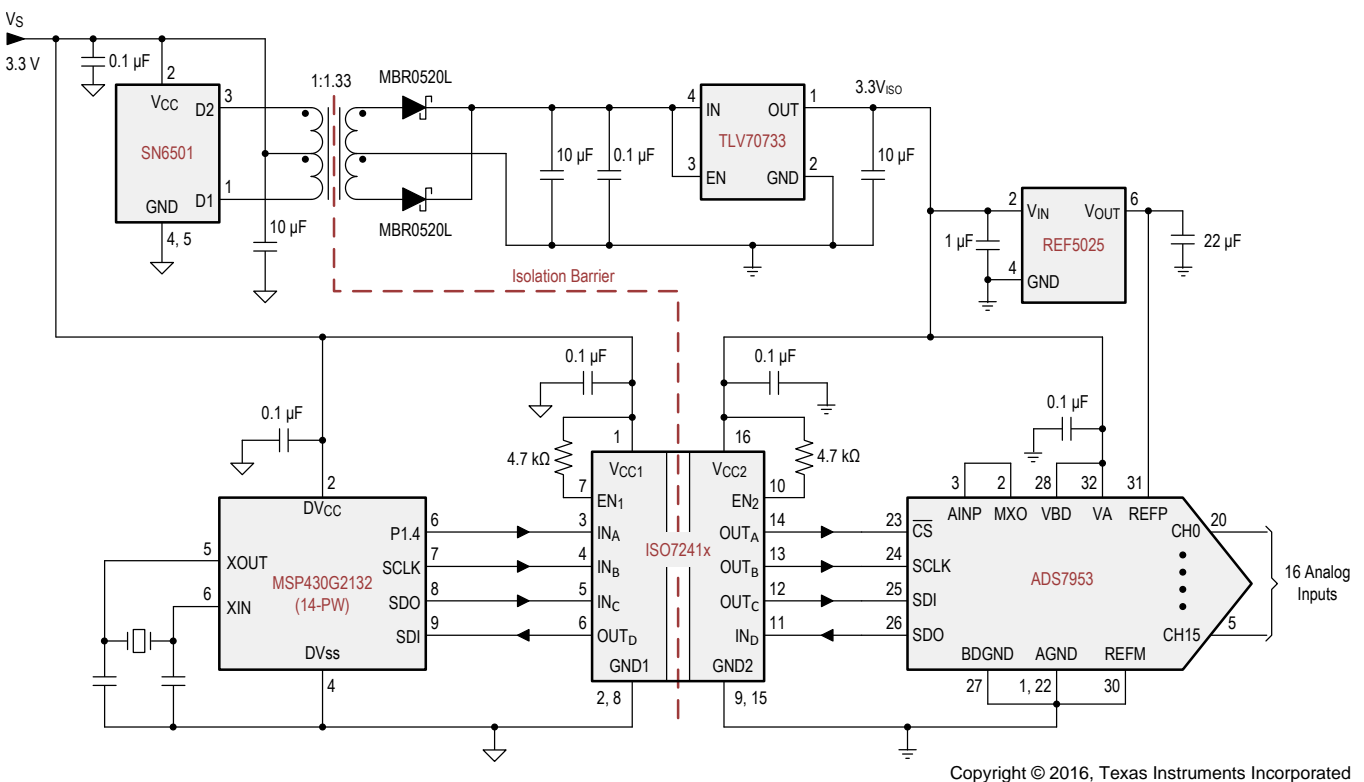 VS
3.3 V
0.1 µF
2
VCC
D2
3
SN6501
D1
1
GND
4, 5
10 µF
1:1.33
MBR0520L
MBR0520L
10 µF
0.1 µF
4
IN
OUT
1
TLV70733
3
EN
GND
2
3.3VISO
10 µF
2
VIN
VOUT
6
REF5025
1 µF
4
GND
22 µF
Isolation Barrier
0.1 µF
0.1 µF
0.1 µF
0.1 µF
4.7 kΩ
1
16
4.7 kΩ
2
DVCC
5
XOUT
6
XIN
MSP430G2132
(14-PW)
P1.4
6
SCLK
7
SDO
8
SDI
9
DVss
4
VCC1
7
EN1
3
INA
4
INB
5
INC
6
OUTD
GND1
2, 8
ISO7241x
VCC2
EN2
10
OUTA
14
OUTB
13
OUTC
12
IND
11
GND2
9, 15
3
2
28
32
31
AINP
MXO
VBD
VA
REFP
23
CS
24
SCLK
25
SDI
26
SDO
ADS7953
CH0
20
CH15
5
16 Analog
Inputs
BDGND
AGND
REFM
27
1, 22
30
Copyright © 2016, Texas Instruments Incorporated